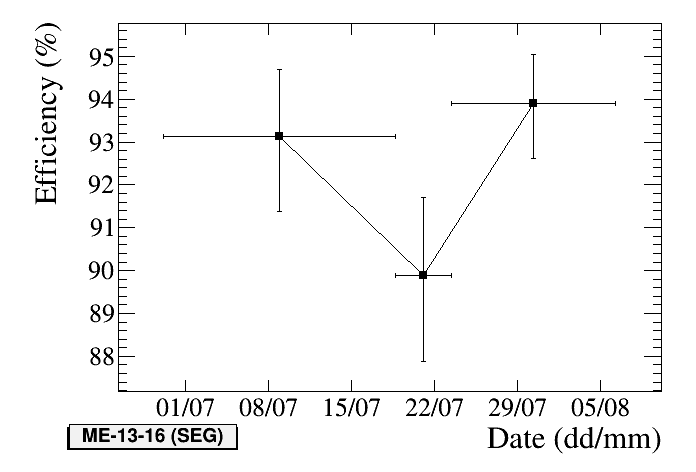 Efficiency (%)
95
94
93
92
91
90
89
88
01/07 08/07 15/07 22/07 29/07 05/08
ME-13-16 (SEG)
Date (dd/mm)